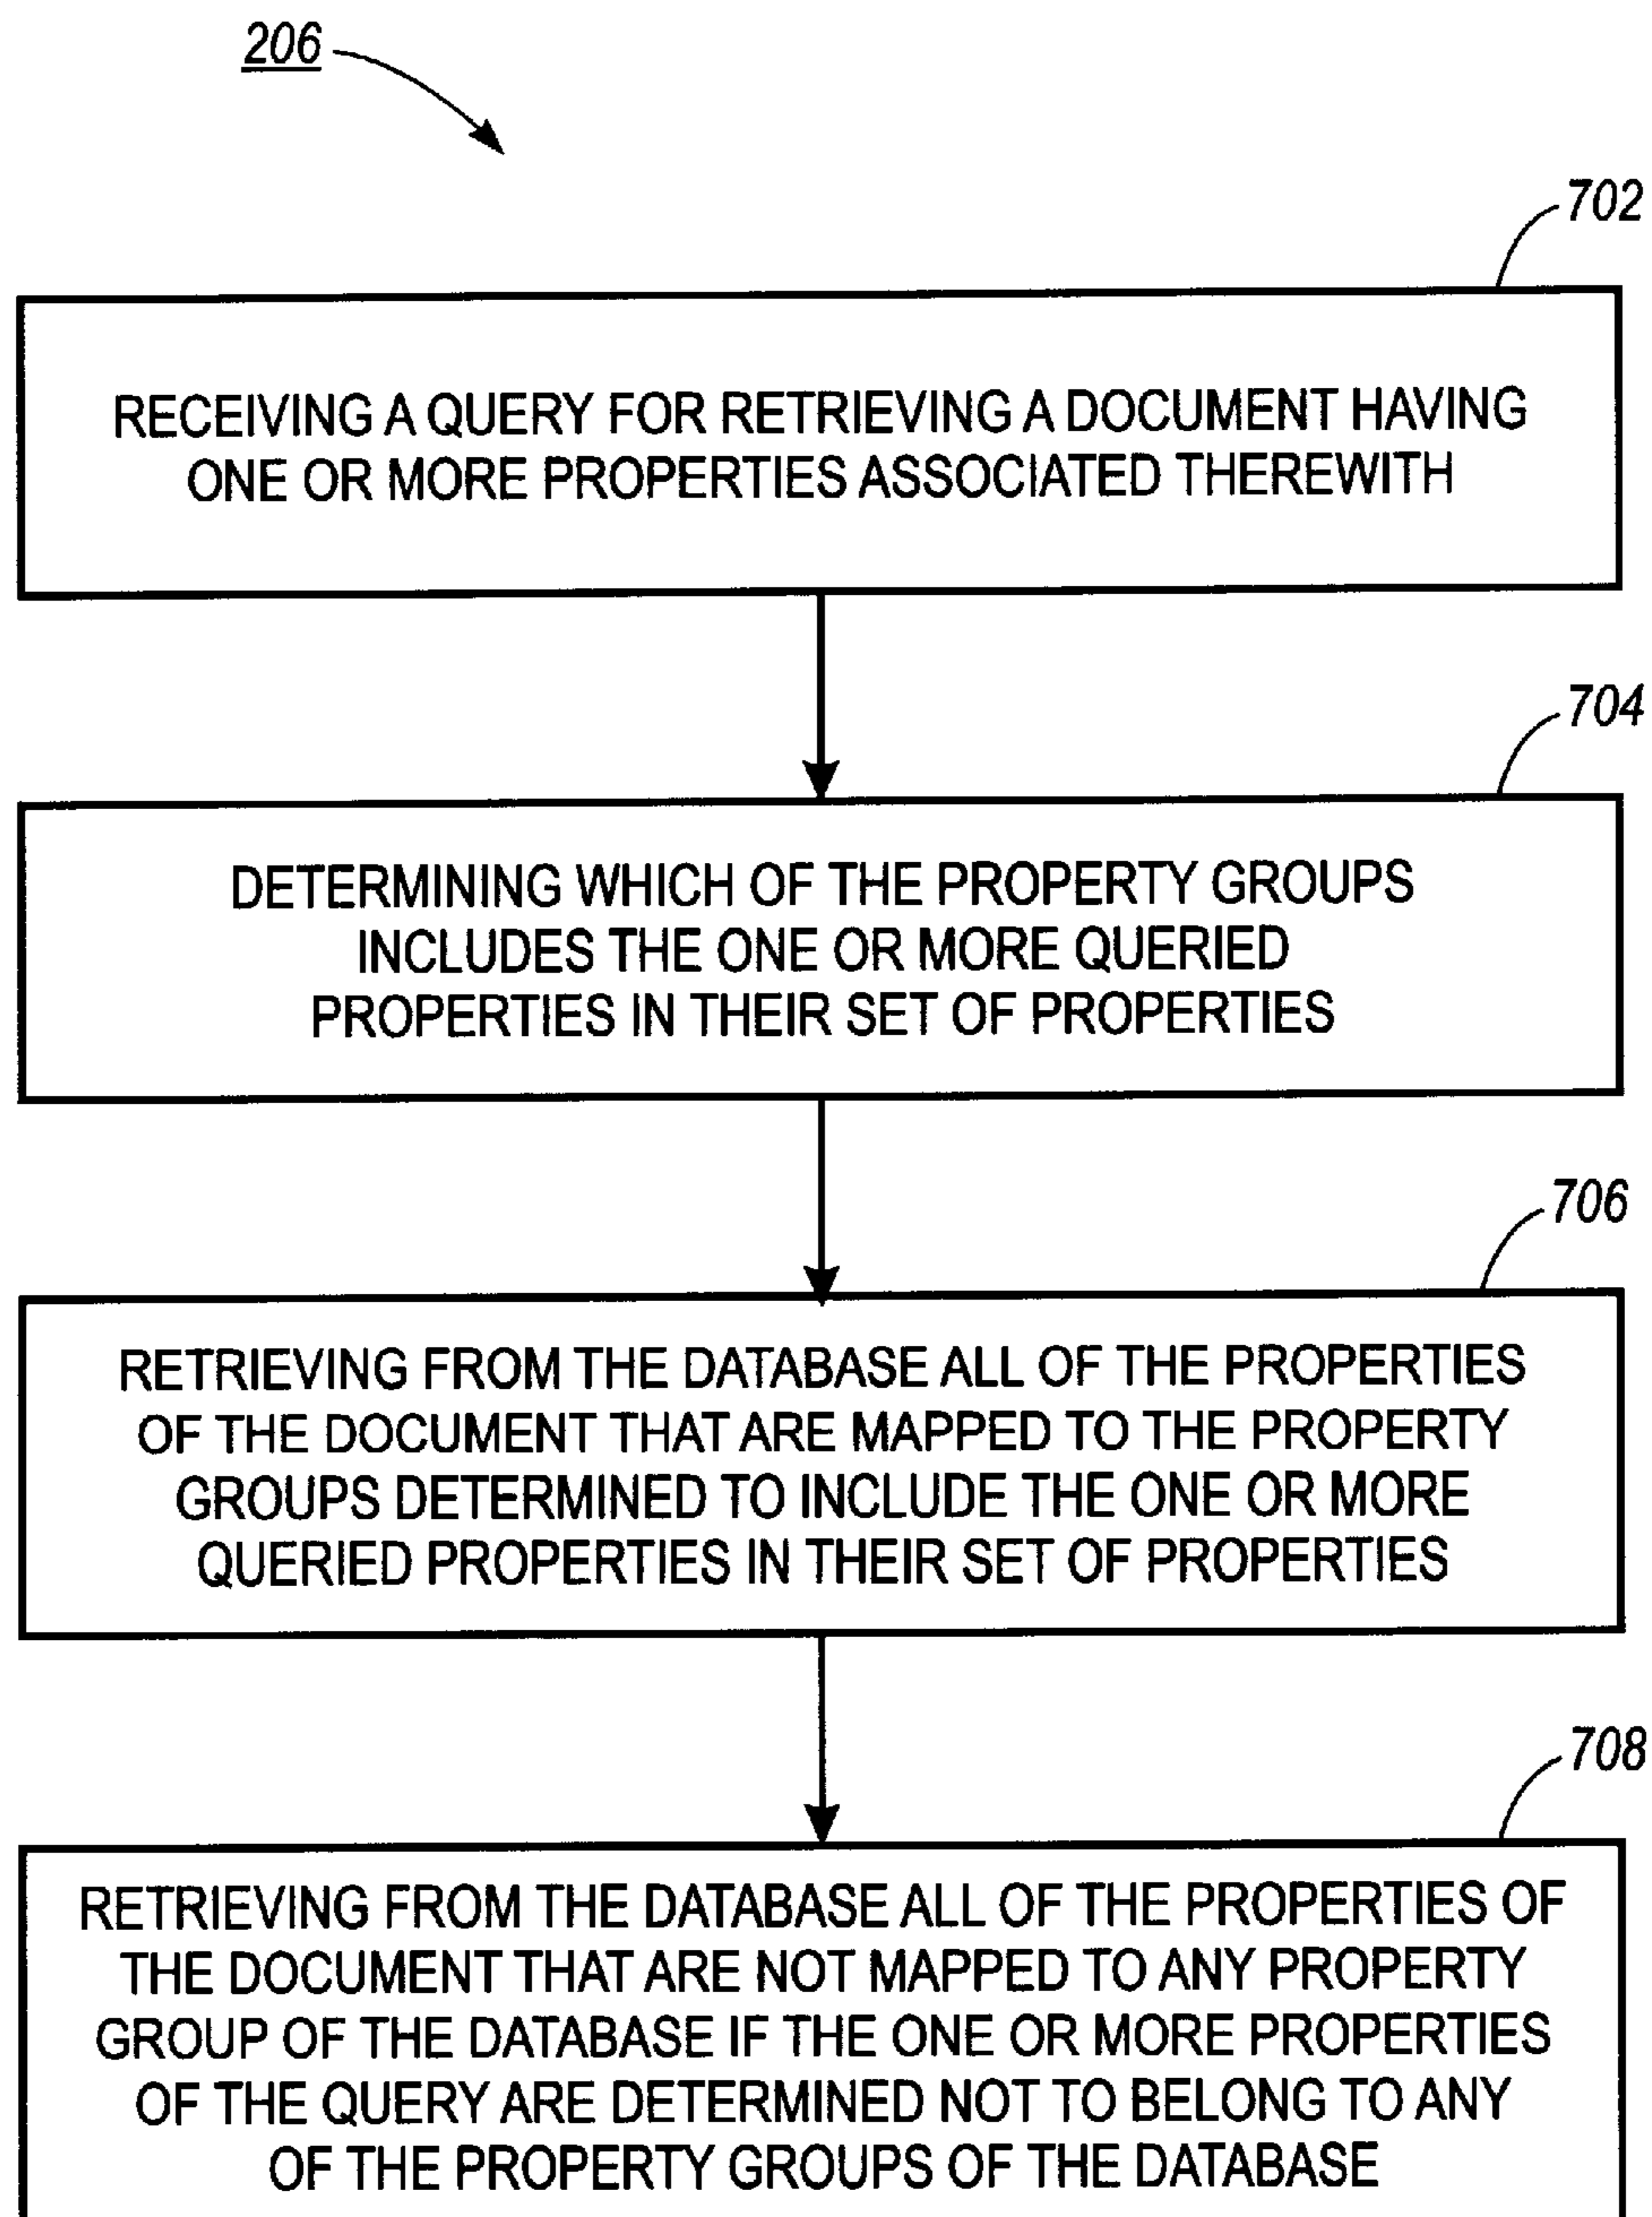 206
702
RECEIVING A QUERY FOR RETRIEVING A DOCUMENT HAVING
ONE OR MORE PROPERTIES ASSOCIATED THEREWITH
704
DETERMINING WHICH OF THE PROPERTY GROUPS
INCLUDES THE ONE OR MORE QUERIED
PROPERTIES IN THEIR SET OF PROPERTIES
706
RETRIEVING FROM THE DATABASE ALL OF THE PROPERTIES
OF THE DOCUMENT THAT ARE MAPPED TO THE PROPERTY
GROUPS DETERMINED TO INCLUDE THE ONE OR MORE
QUERIED PROPERTIES IN THEIR SET OF PROPERTIES
708
RETRIEVING FROM THE DATABASE ALL OF THE PROPERTIES OF
THE DOCUMENT THAT ARE NOT MAPPED TO ANY PROPERTY
GROUP OF THE DATABASE IF THE ONE OR MORE PROPERTIES
OF THE QUERY ARE DETERMINED NOT TO BELONG TO ANY
OF THE PROPERTY GROUPS OF THE DATABASE